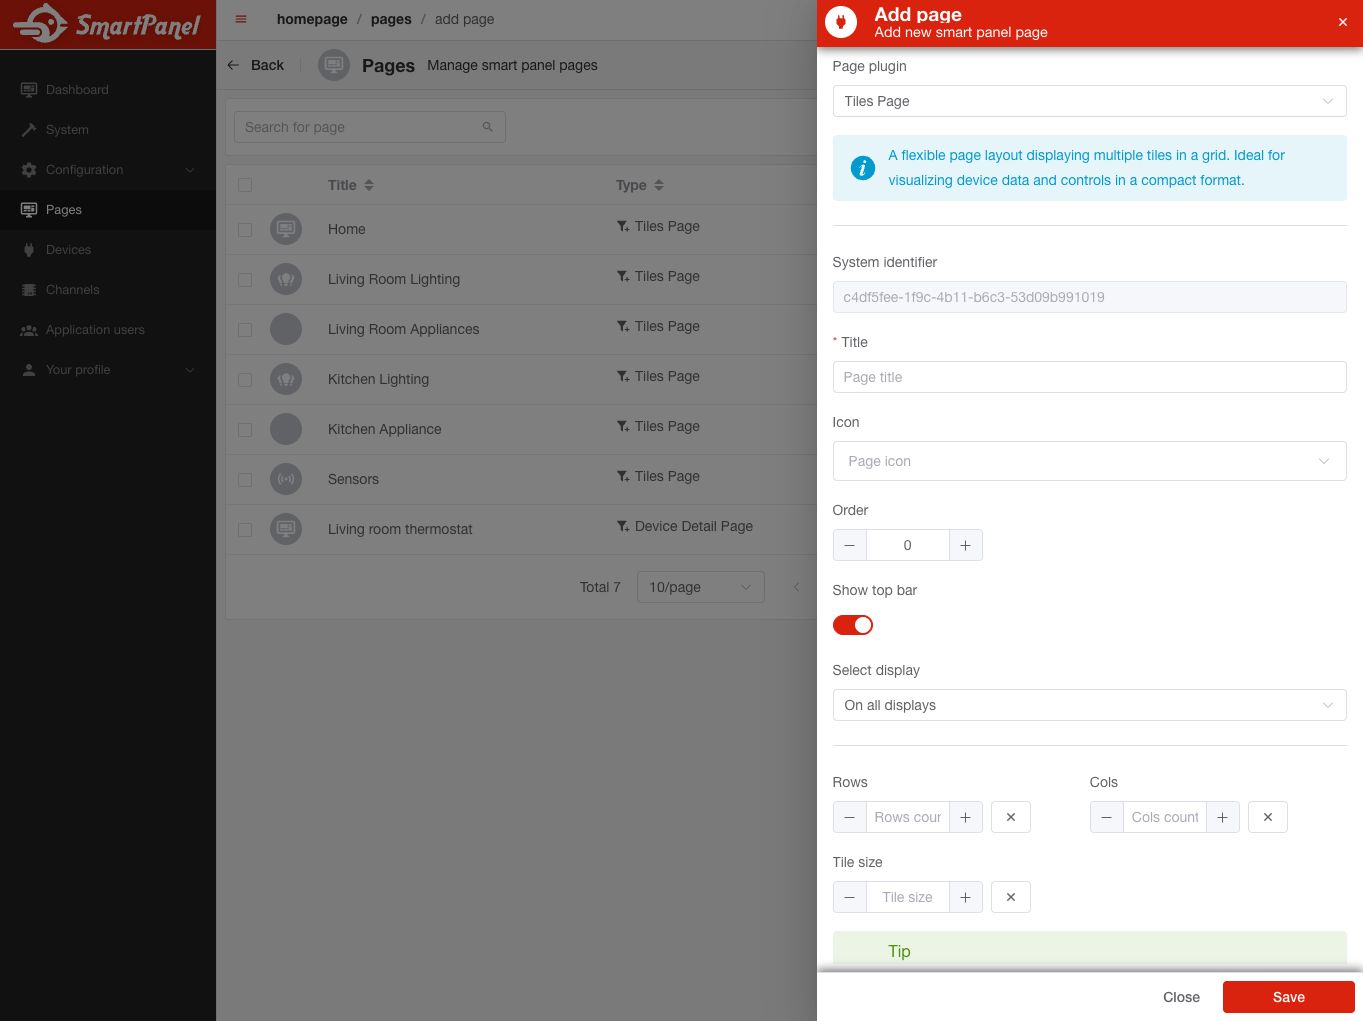 SmartPanel
Dashboard
System
Configuration
Pages
Devices
Channels
Application users
Your profile
homepage / pages / add page
Back
Pages Manage smart panel pages
Search for page
Title Type
Home Tiles Page
Living Room Lighting Tiles Page
Living Room Appliances Tiles Page
Kitchen Lighting Tiles Page
Kitchen Appliance Tiles Page
Sensors Tiles Page
Living room thermostat Device Detail Page
Total 7 10/page
Add page
Add new smart panel page
Page plugin
Tiles Page
A flexible page layout displaying multiple tiles in a grid. Ideal for
visualizing device data and controls in a compact format.
System identifier
c4df5fee-1f9c-4b11-b6c3-53d09b991019
* Title
Page title
Icon
Page icon
Order
0
Show top bar
Select display
On all displays
Rows Cols
Rows cour Cols count
Tile size
Tile size
Tip
Close Save